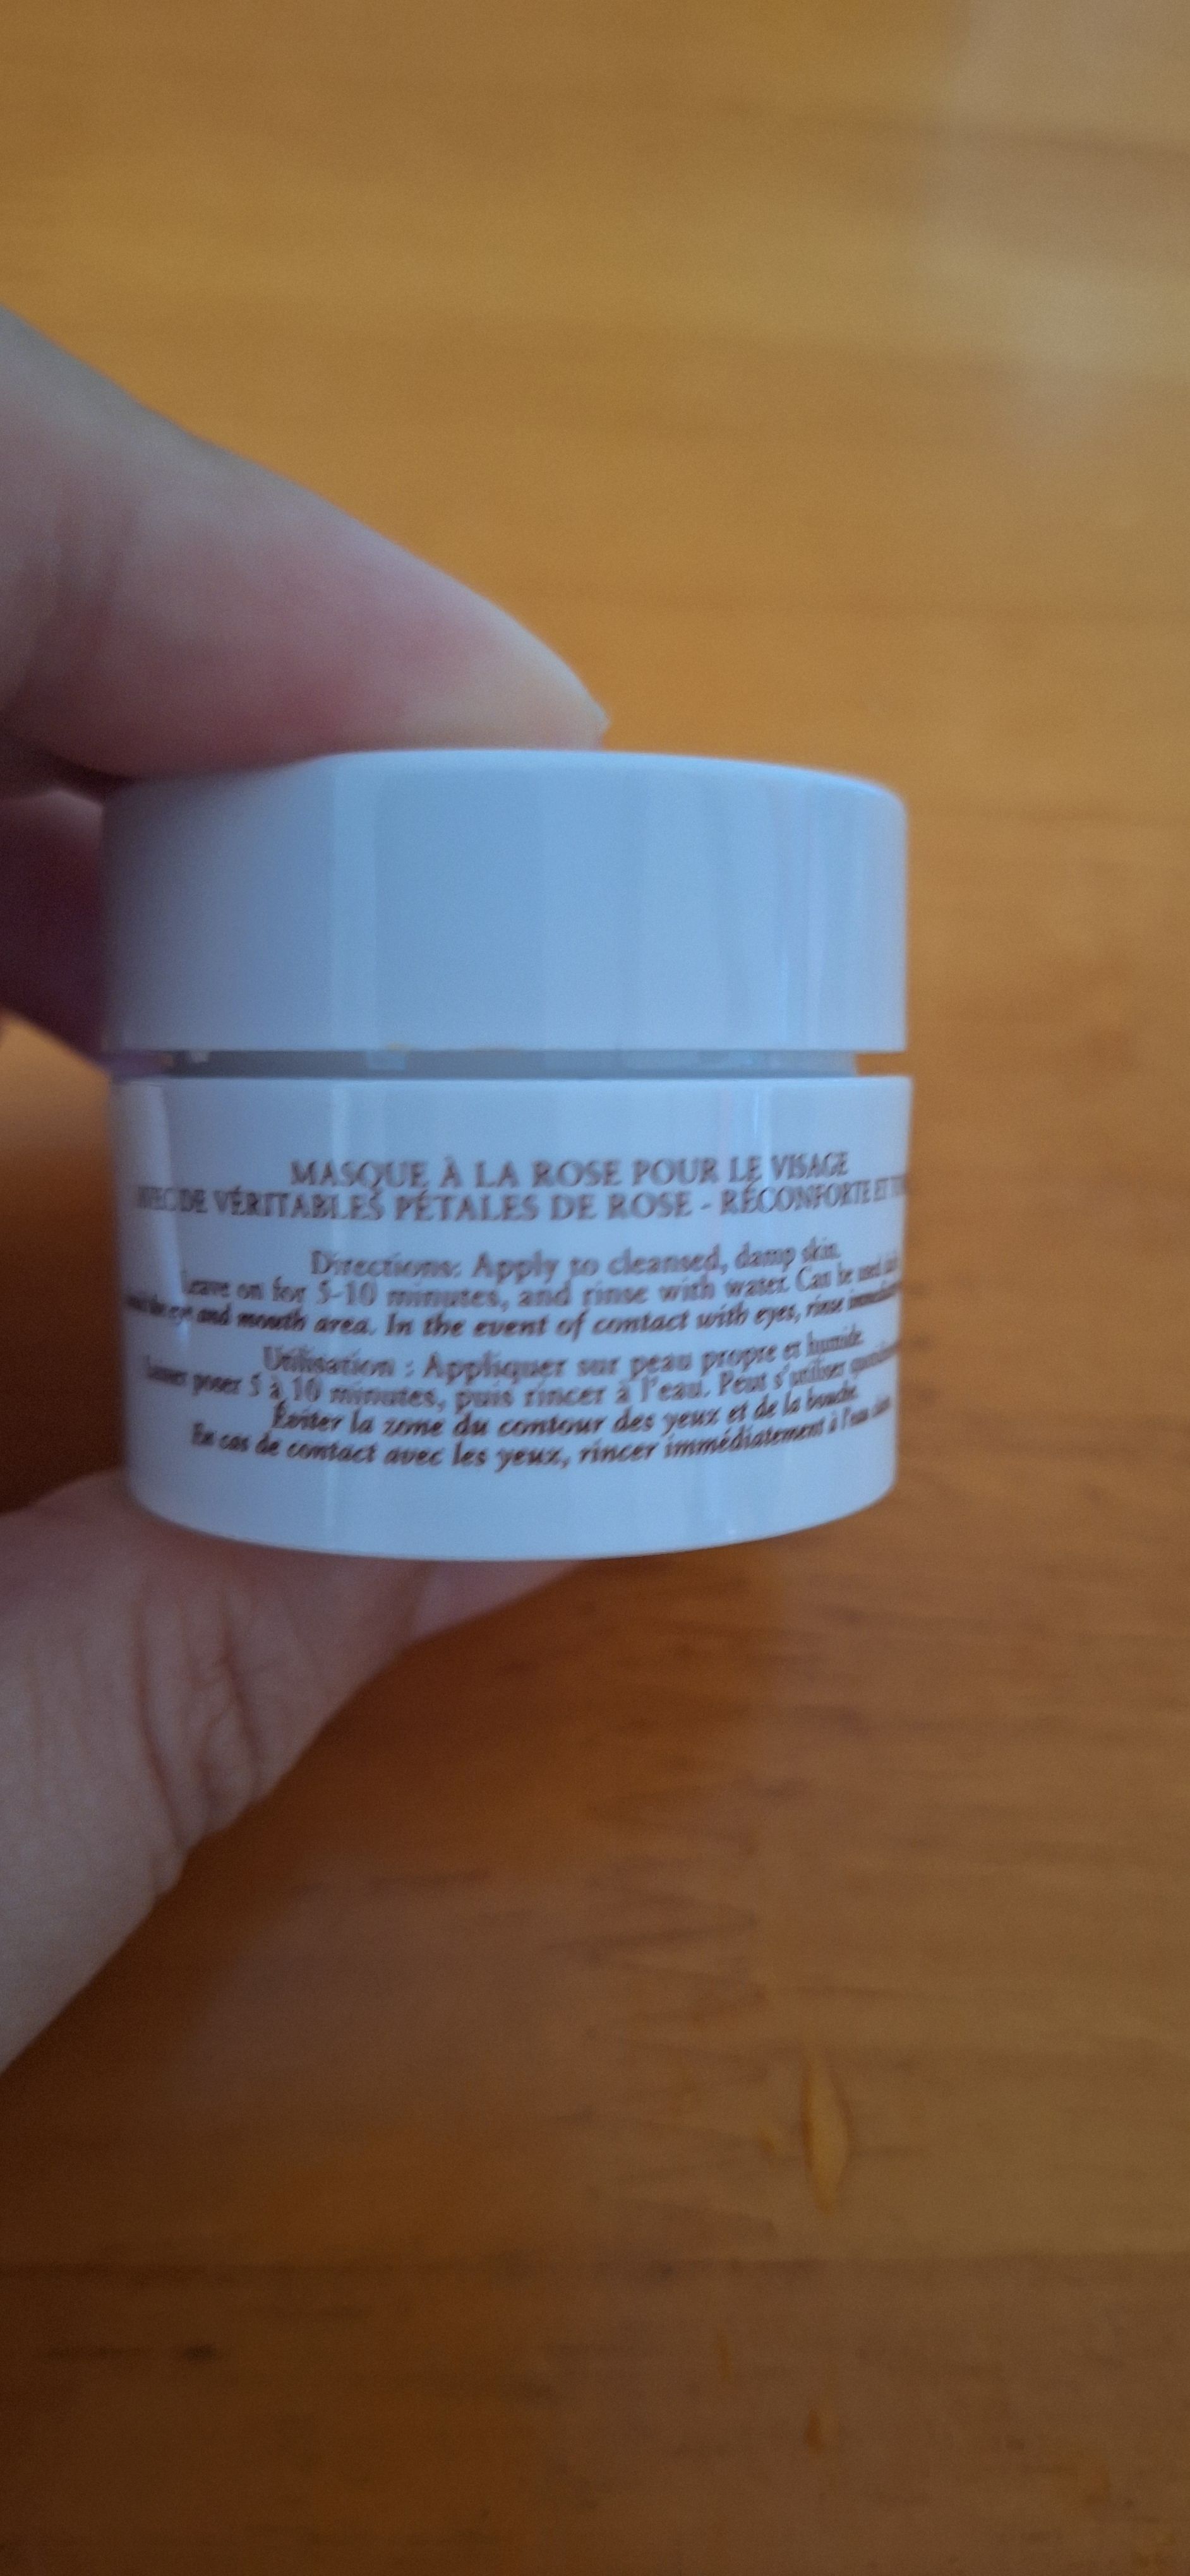 MASQUE À LA ROSE POUR LE VISAGE
DE VÉRITABLES PÉTALES DE ROSE - RÉCONFORTE ET
Directions: Apply to cleansed, damp skin.
Leave on for 5-10 minutes, and rinse with water. Can be used
eye and mouth area. In the event of contact with eyes, rinse
Utilisation : Appliquer sur peau propre et humide.
poser 5 à 10 minutes, puis rincer à l'eau. Peut s'utiliser
Éviter la zone du contour des yeux et de la bouche.
En cas de contact avec les yeux, rincer immédiatement à l'eau